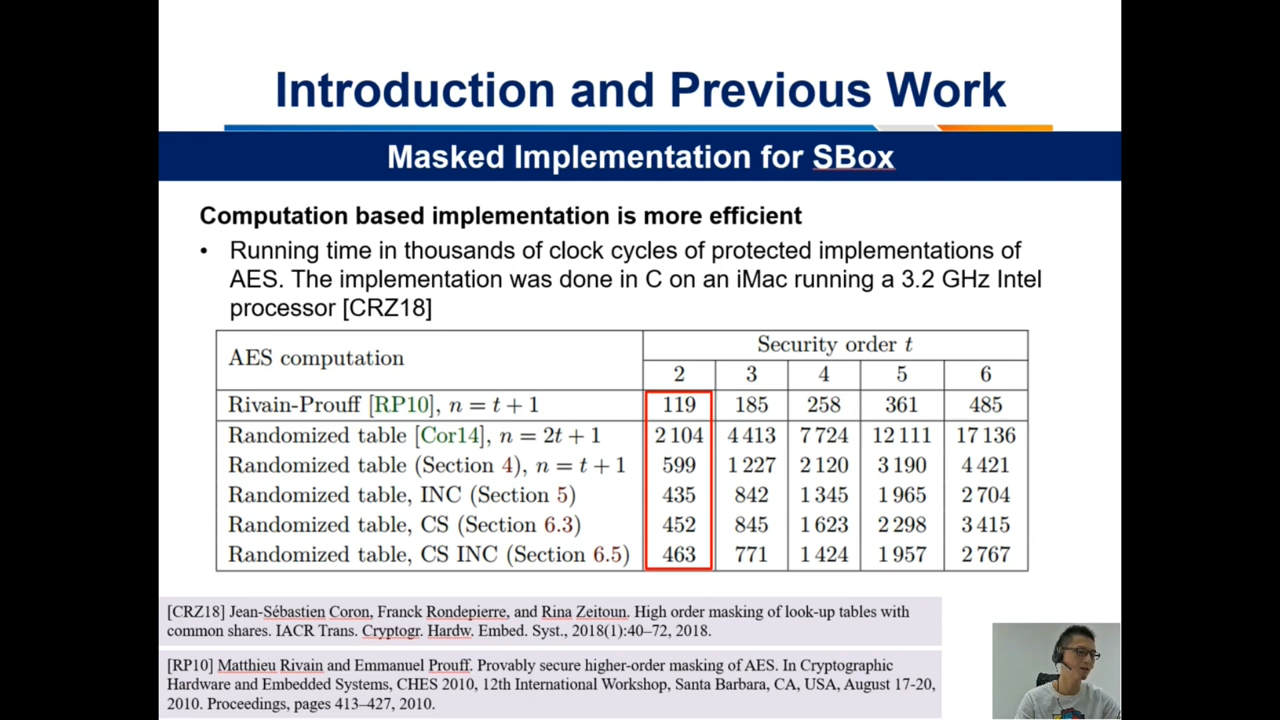 Introduction and Previous Work
Masked Implementation for SBox
Computation based implementation is more efficient
• Running time in thousands of clock cycles of protected implementations of
AES. The implementation was done in C on an iMac running a 3.2 GHz Intel
processor [CRZ18]
AES computation
Security order t
2 3 4 5 6
Rivain-Prouff [RP10], n = t + 1 119 185 258 361 485
Randomized table [Cor14], n = 2t + 1 2 104 4 413 7 724 12 111 17 136
Randomized table (Section 4), n = t + 1 599 1 227 2 120 3 190 4 421
Randomized table, INC (Section 5) 435 842 1 345 1 965 2 704
Randomized table, CS (Section 6.3) 452 845 1 623 2 298 3 415
Randomized table, CS INC (Section 6.5) 463 771 1 424 1 957 2 767
[CRZ18] Jean-Sébastien Coron, Franck Rondepierre, and Rina Zeitoun. High order masking of look-up tables with
common shares. IACR Trans. Cryptogr. Hardw. Embed. Syst., 2018(1):40–72, 2018.
[RP10] Matthieu Rivain and Emmanuel Prouff. Provably secure higher-order masking of AES. In Cryptographic
Hardware and Embedded Systems, CHES 2010, 12th International Workshop, Santa Barbara, CA, USA, August 17-20,
2010. Proceedings, pages 413–427, 2010.